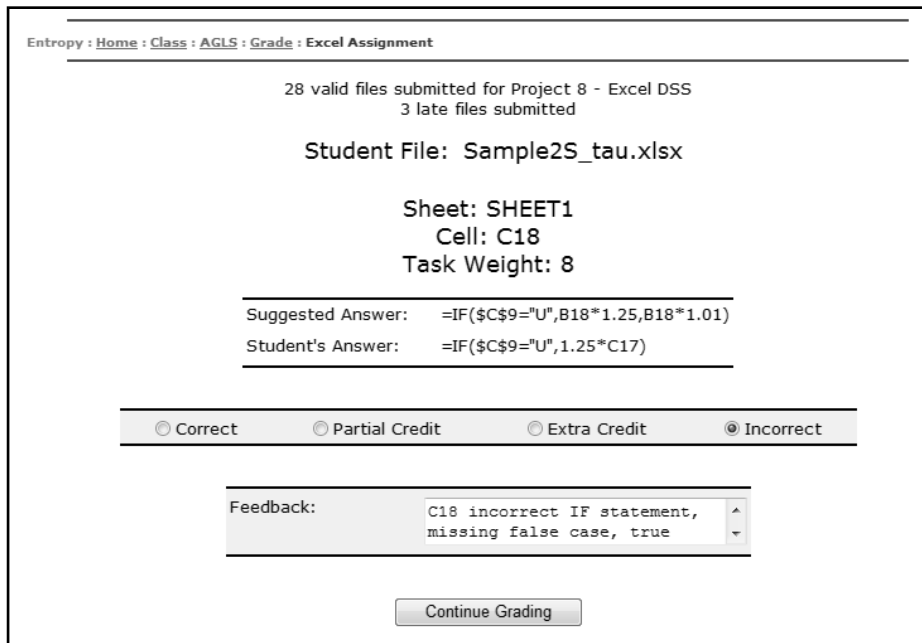 Entropy : Home : Class : AGLS : Grade : Excel Assignment
28 valid files submitted for Project 8 - Excel DSS
3 late files submitted
Student File: Sample2S_tau.xlsx
Sheet: SHEET1
Cell: C18
Task Weight: 8
Suggested Answer: =IF($C$9="U",B18*1.25,B18*1.01)
Student's Answer: =IF($C$9="U",1.25*C17)
Correct Partial Credit Extra Credit Incorrect
Feedback: C18 incorrect IF statement,
missing false case, true
Continue Grading